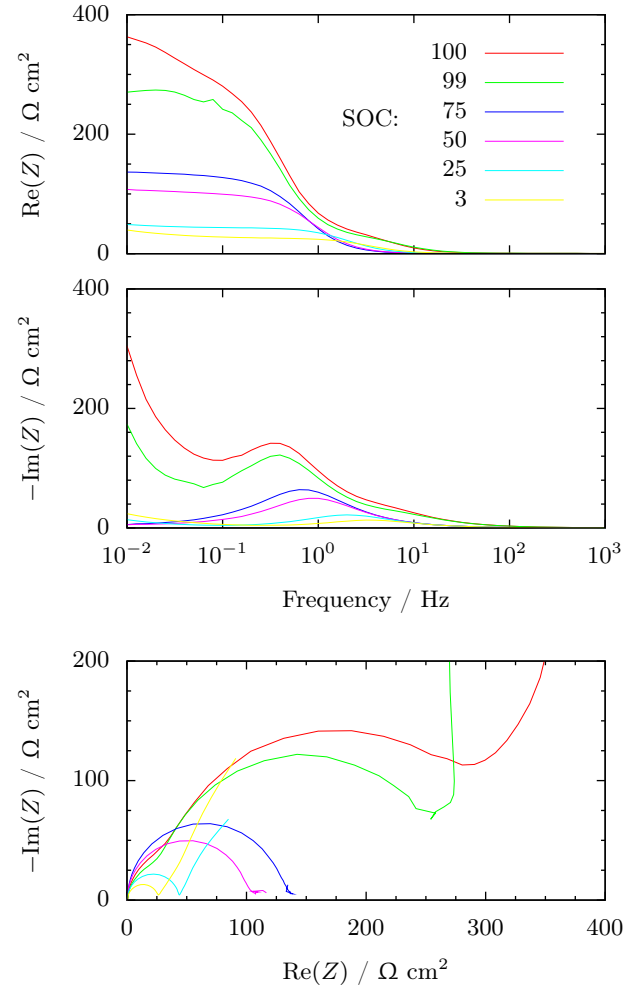 400
200
0
Re(Z) / Ω cm²
SOC:
100
99
75
50
25
3
400
200
0
−Im(Z) / Ω cm²
10⁻² 10⁻¹ 10⁰ 10¹ 10² 10³
Frequency / Hz
200
100
0
−Im(Z) / Ω cm²
0 100 200 300 400
Re(Z) / Ω cm²